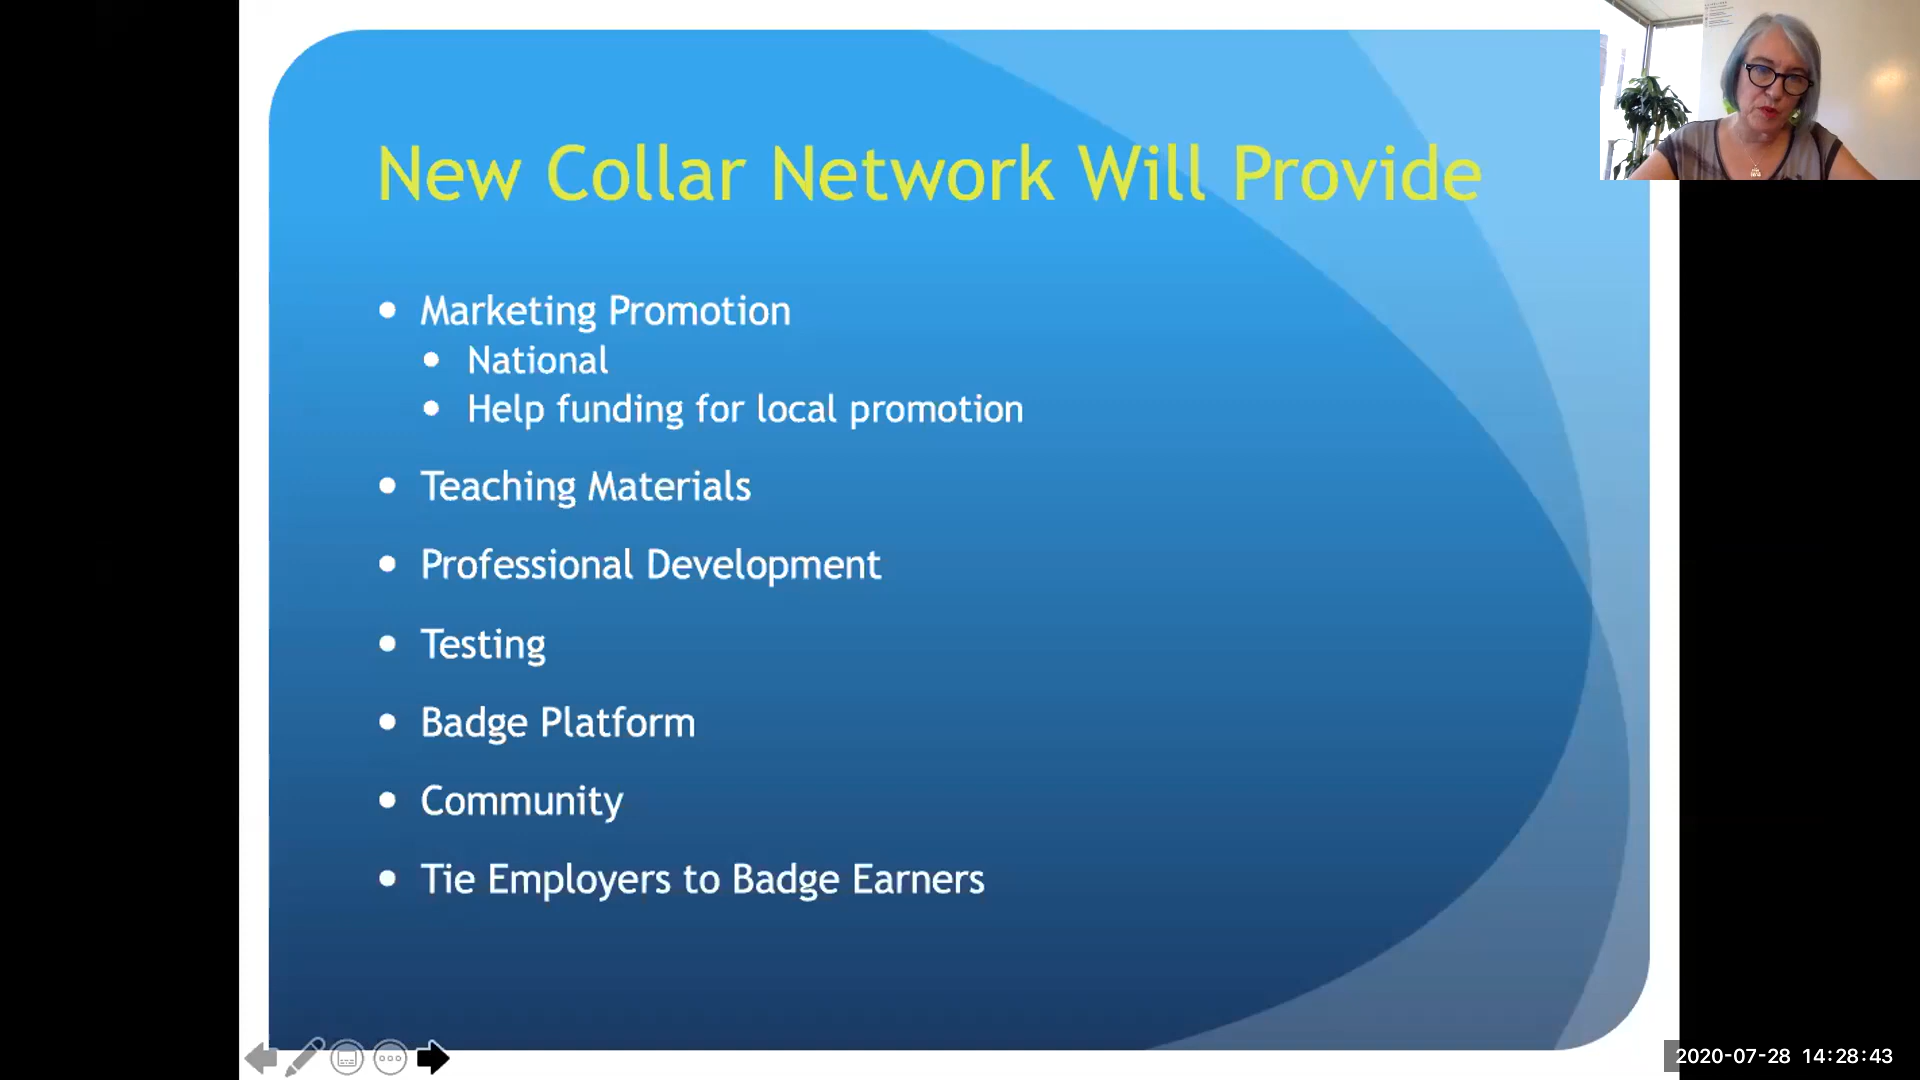 New Collar Network Will Provide
Marketing Promotion
National
Help funding for local promotion
Teaching Materials
Professional Development
Testing
Badge Platform
Community
Tie Employers to Badge Earners
2020-07-28 14:28:43